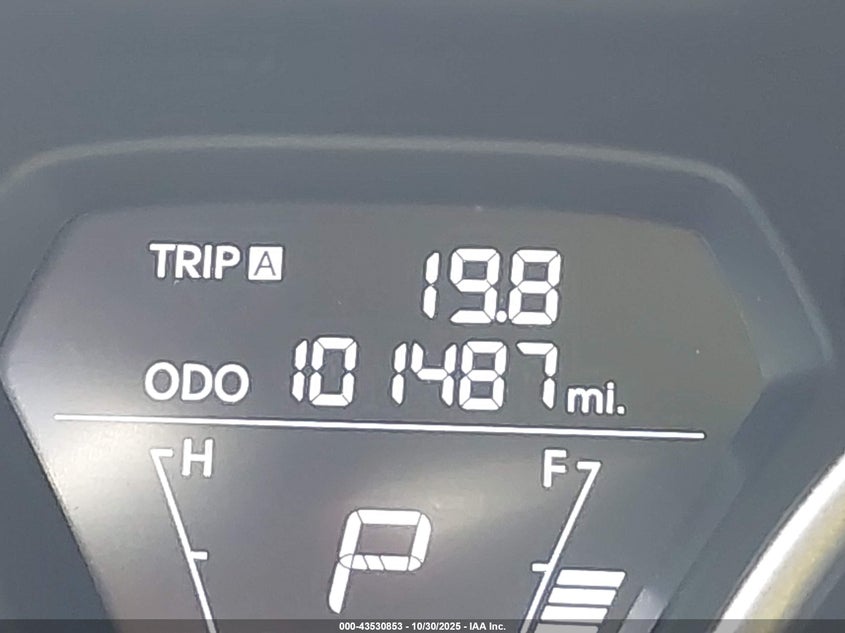 TRIP A 19.8
ODO 101487 mi.
H F
P
000-43530853 - 10/30/2025 - IAA Inc.